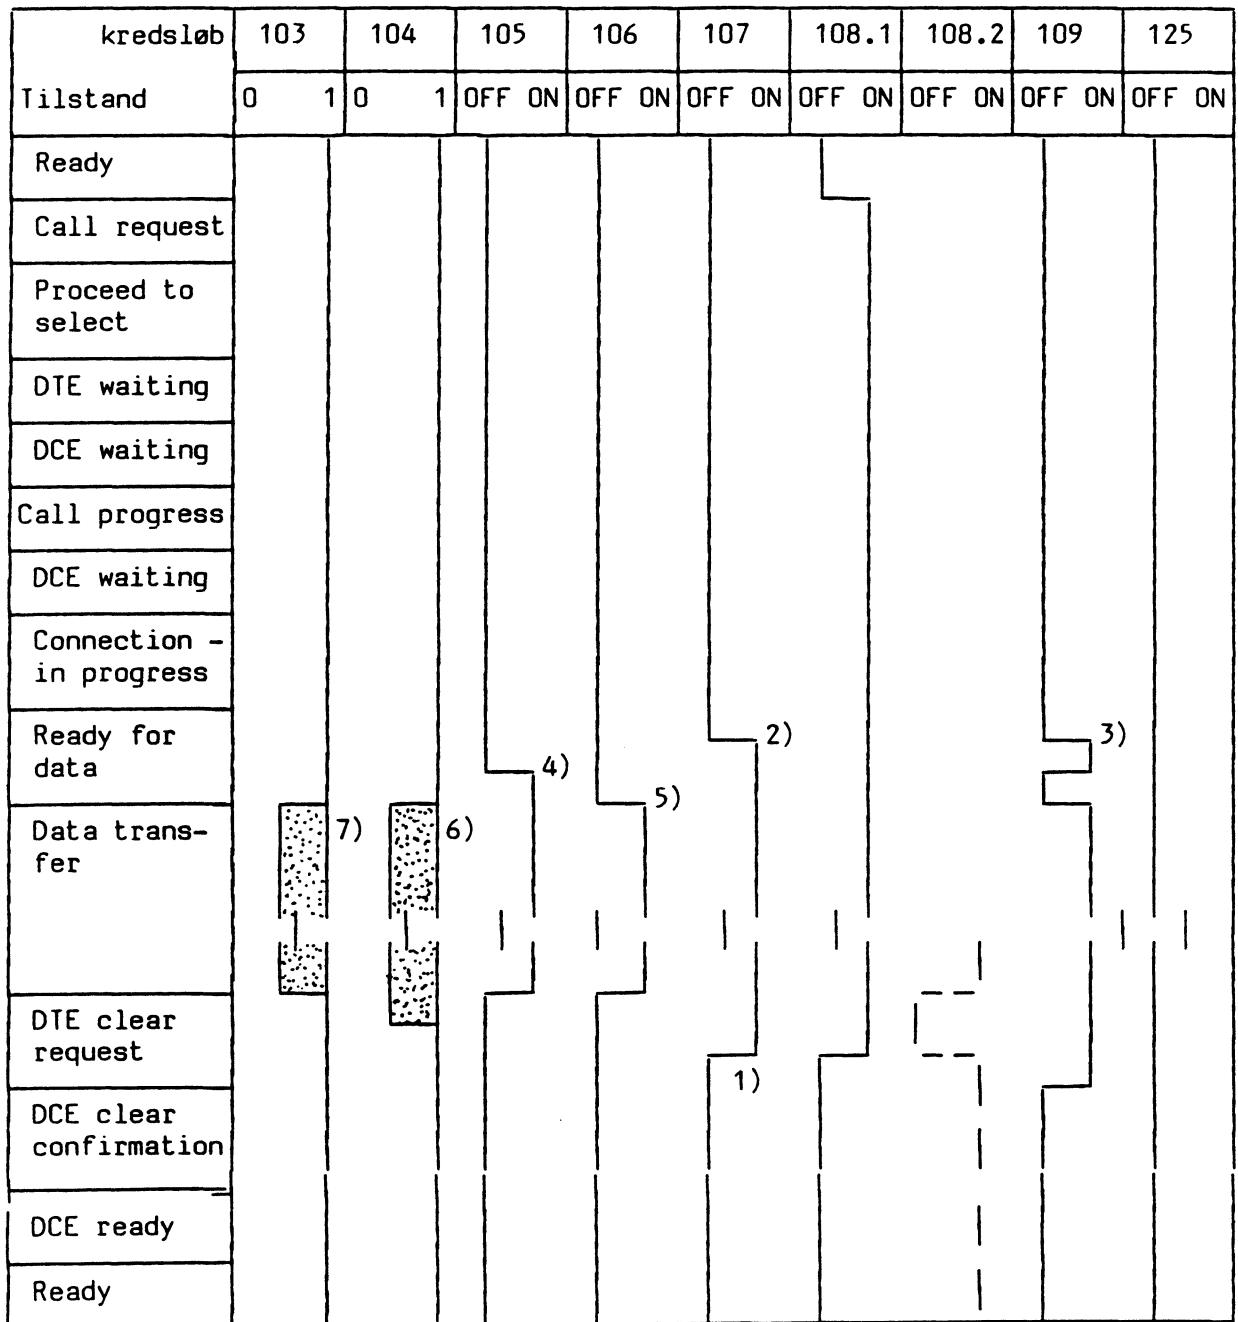 kredsløb 103 104 105 106 107 108.1 108.2 109 125
Tilstand 0 1 0 1 OFF ON OFF ON OFF ON OFF ON OFF ON OFF ON OFF ON
Ready
Call request
Proceed to
select
DTE waiting
DCE waiting
Call progress
DCE waiting
Connection -
in progress
Ready for 2) 3)
data 4)
5)
Data trans- 7) 6)
fer
DTE clear
request
1)
DCE clear
confirmation
DCE ready
Ready